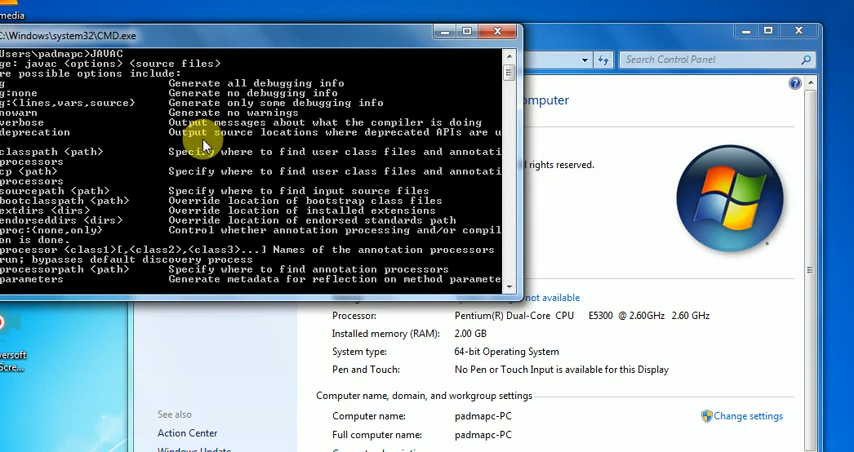 media
C:\Windows\system32\CMD.exe
Users\padmapc>JAVAC
ge: javac <options> <source files>
re possible options include:
g Generate all debugging info
g:none Generate no debugging info
g:{lines,vars,source} Generate only some debugging info
nowarn Generate no warnings
verbose Output messages about what the compiler is doing
deprecation Output source locations where deprecated APIs are u
classpath <path> Specify where to find user class files and annotati
processors
cp <path> Specify where to find user class files and annotati
processors
sourcepath <path> Specify where to find input source files
bootclasspath <path> Override location of bootstrap class files
extdirs <dirs> Override location of installed extensions
endorseddirs <dirs> Override location of endorsed standards path
proc:{none,only} Control whether annotation processing and/or compil
on is done.
processor <class1>[,<class2>,<class3>...] Names of the annotation processors
run; bypasses default discovery process
processorpath <path> Specify where to find annotation processors
parameters Generate metadata for reflection on method paramete
Search Control Panel
omputer
l rights reserved.
not available
Processor: Pentium(R) Dual-Core CPU E5300 @ 2.60GHz 2.60 GHz
Installed memory (RAM): 2.00 GB
System type: 64-bit Operating System
Pen and Touch: No Pen or Touch Input is available for this Display
Computer name, domain, and workgroup settings
Computer name: padmapc-PC
Change settings
Full computer name: padmapc-PC
See also
Action Center
Windows Update
oversoft
Scre...